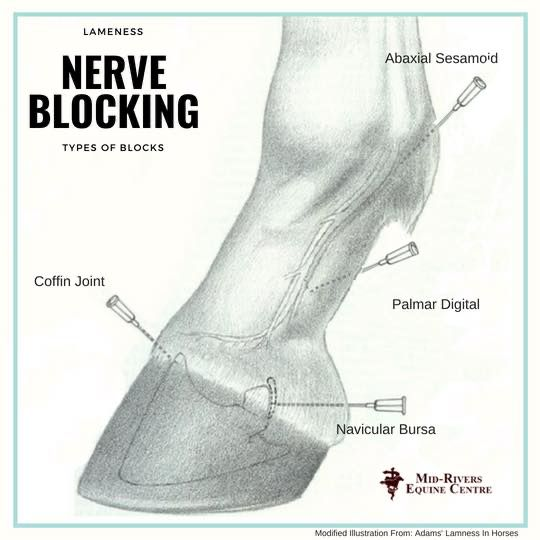 LAMENESS
NERVE
BLOCKING
TYPES OF BLOCKS
Abaxial Sesamoid
Coffin Joint
Palmar Digital
Navicular Bursa
MID-RIVERS
EQUINE CENTRE
Modified Illustration From: Adams' Lamness In Horses